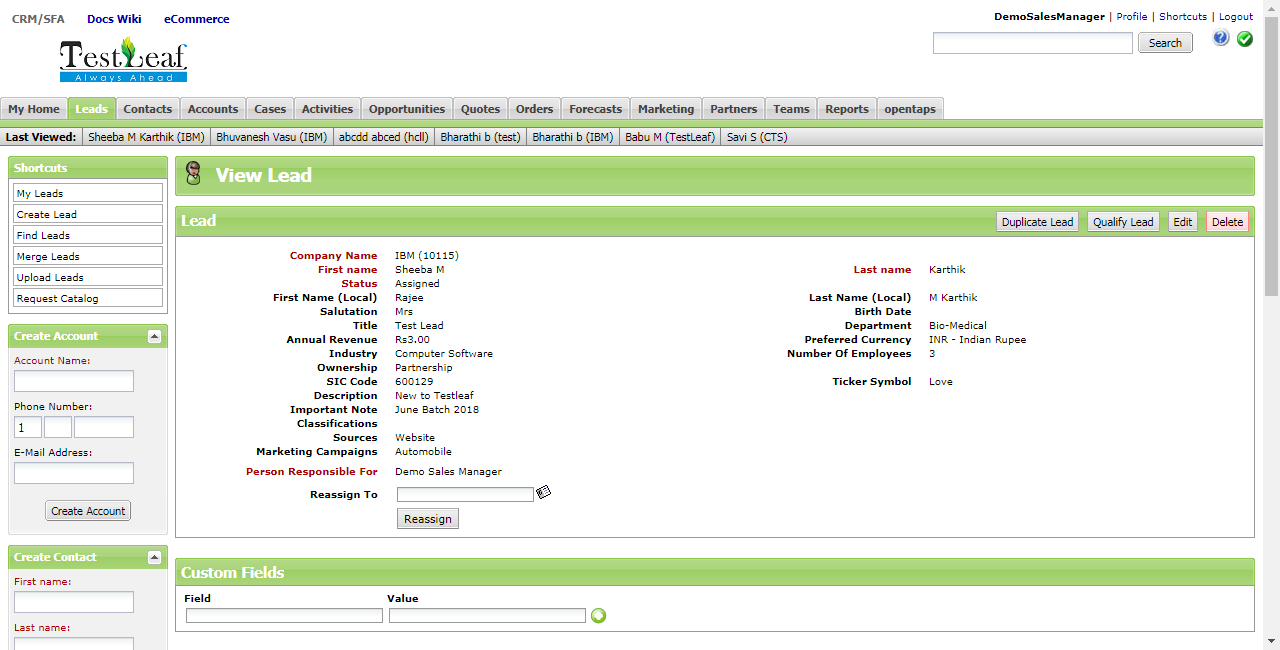 CRM/SFA Docs Wiki eCommerce
DemoSalesManager | Profile | Shortcuts | Logout
TestLeaf
Always Ahead
Search
?
My Home Leads Contacts Accounts Cases Activities Opportunities Quotes Orders Forecasts Marketing Partners Teams Reports opentaps
Last Viewed: Sheeba M Karthik (IBM) Bhuvanesh Vasu (IBM) abcdd abced (hcll) Bharathi b (test) Bharathi b (IBM) Babu M (TestLeaf) Savi S (CTS)
Shortcuts
My Leads
Create Lead
Find Leads
Merge Leads
Upload Leads
Request Catalog
Create Account
Account Name:
Phone Number:
1
E-Mail Address:
Create Account
Create Contact
First name:
Last name:
View Lead
Lead
Duplicate Lead Qualify Lead Edit Delete
Company Name IBM (10115)
First name Sheeba M Last name Karthik
Status Assigned
First Name (Local) Rajee Last Name (Local) M Karthik
Salutation Mrs Birth Date
Title Test Lead Department Bio-Medical
Annual Revenue Rs3.00 Preferred Currency INR - Indian Rupee
Industry Computer Software Number Of Employees 3
Ownership Partnership
SIC Code 600129 Ticker Symbol Love
Description New to Testleaf
Important Note June Batch 2018
Classifications
Sources Website
Marketing Campaigns Automobile
Person Responsible For Demo Sales Manager
Reassign To
Reassign
Custom Fields
Field Value